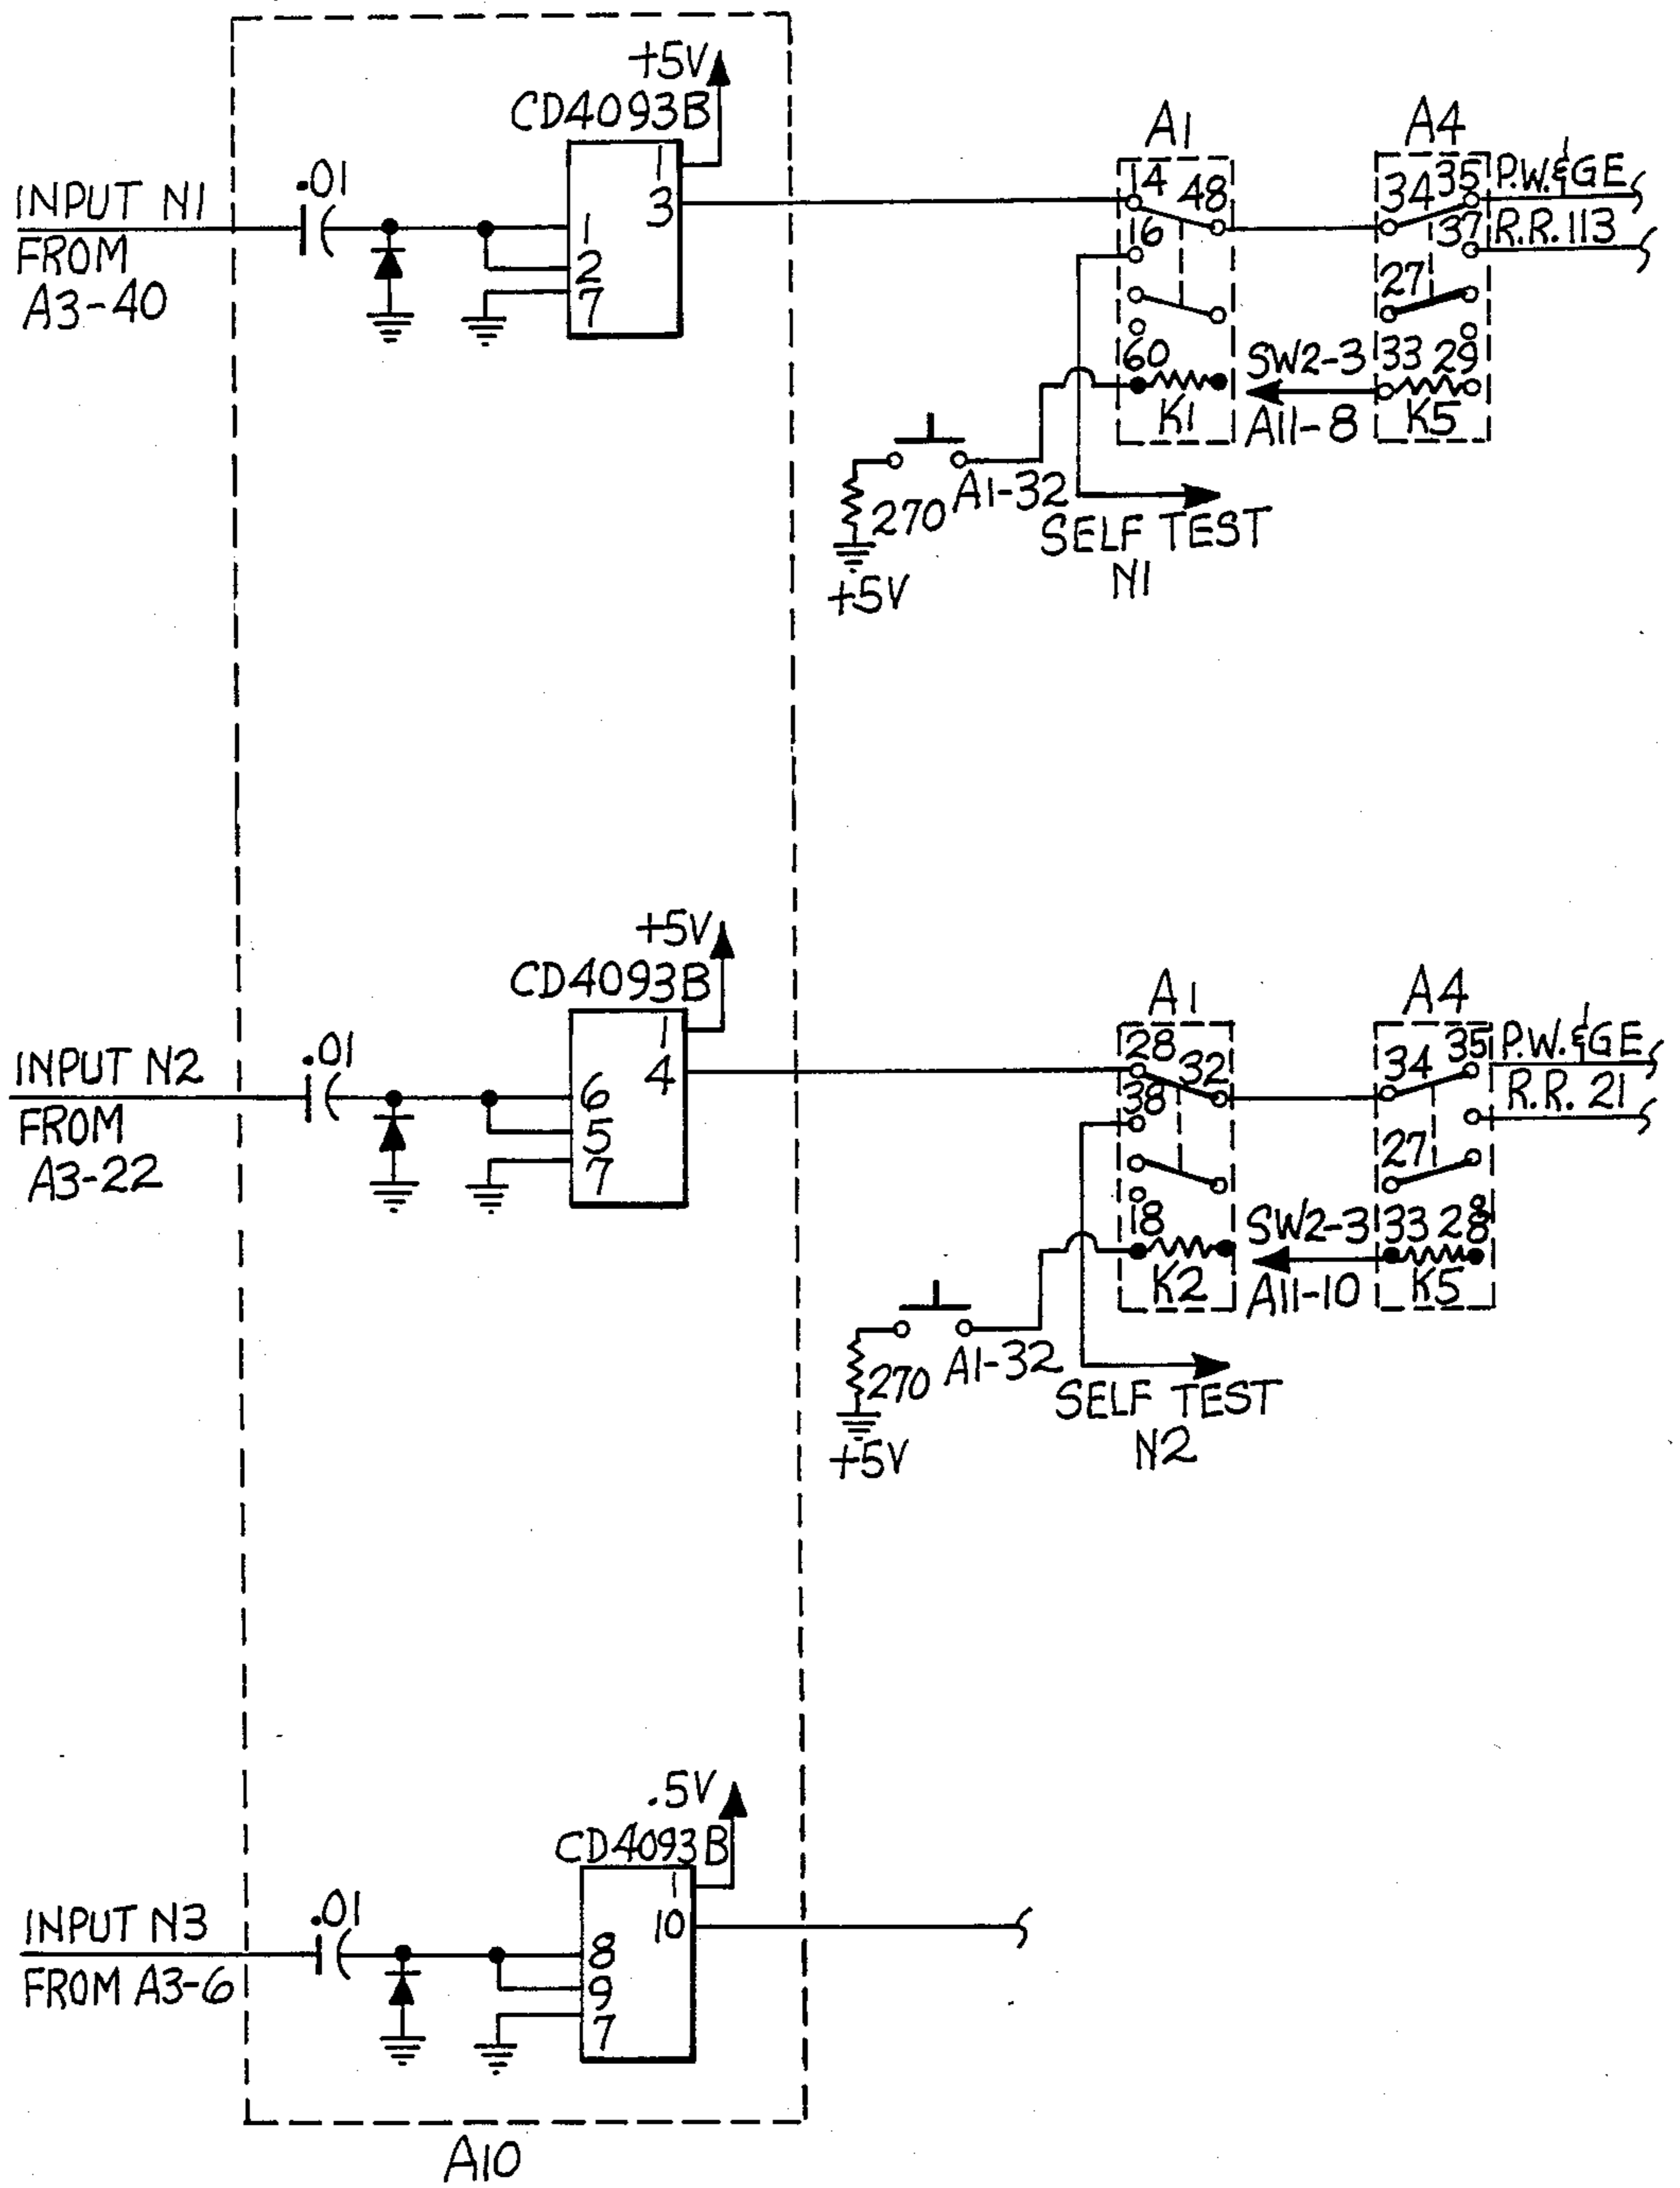 +5V
CD4093B
INPUT N1
FROM
A3-40
.01
1
3
1
2
7
A1
14 48
16
60
K1
A4
34 35
37
27
33 29
K5
P.W.&GE
R.R. 113
SW2-3
A11-8
270
A1-32
+5V
SELF TEST
N1
+5V
CD4093B
INPUT N2
FROM
A3-22
.01
1
4
6
5
7
A1
28
32
38
18
K2
A4
35
34
27
33 28
K5
P.W.&GE
R.R. 21
SW2-3
A11-10
270
A1-32
+5V
SELF TEST
N2
.5V
CD4093B
INPUT N3
FROM A3-6
.01
1
10
8
9
7
A10